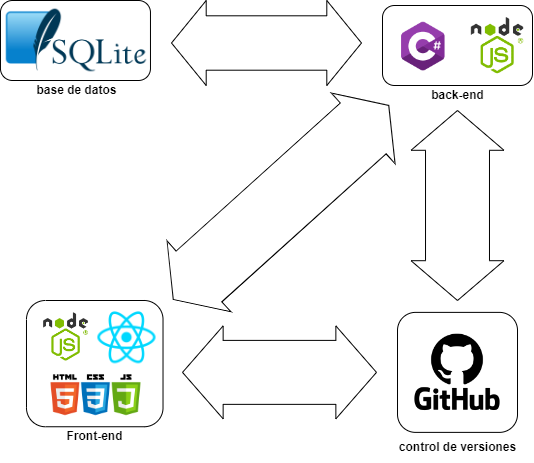 SQLite
base de datos
C#
node
JS
®
back-end
node
JS
®
HTML
5
CSS
3
JS
Front-end
GitHub
control de versiones